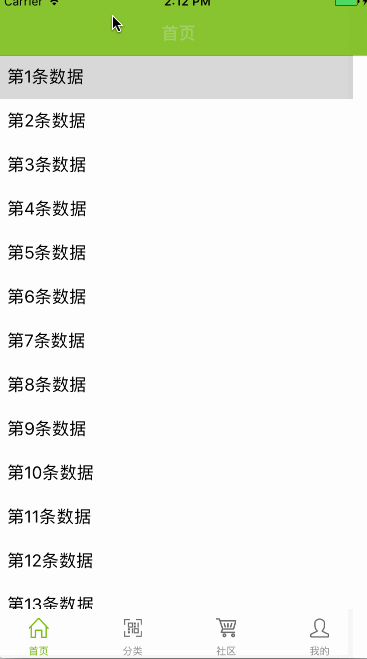 Carrier 2:12 PM
首页
第1条数据
第2条数据
第3条数据
第4条数据
第5条数据
第6条数据
第7条数据
第8条数据
第9条数据
第10条数据
第11条数据
第12条数据
第13条数据
首页 分类 社区 我的